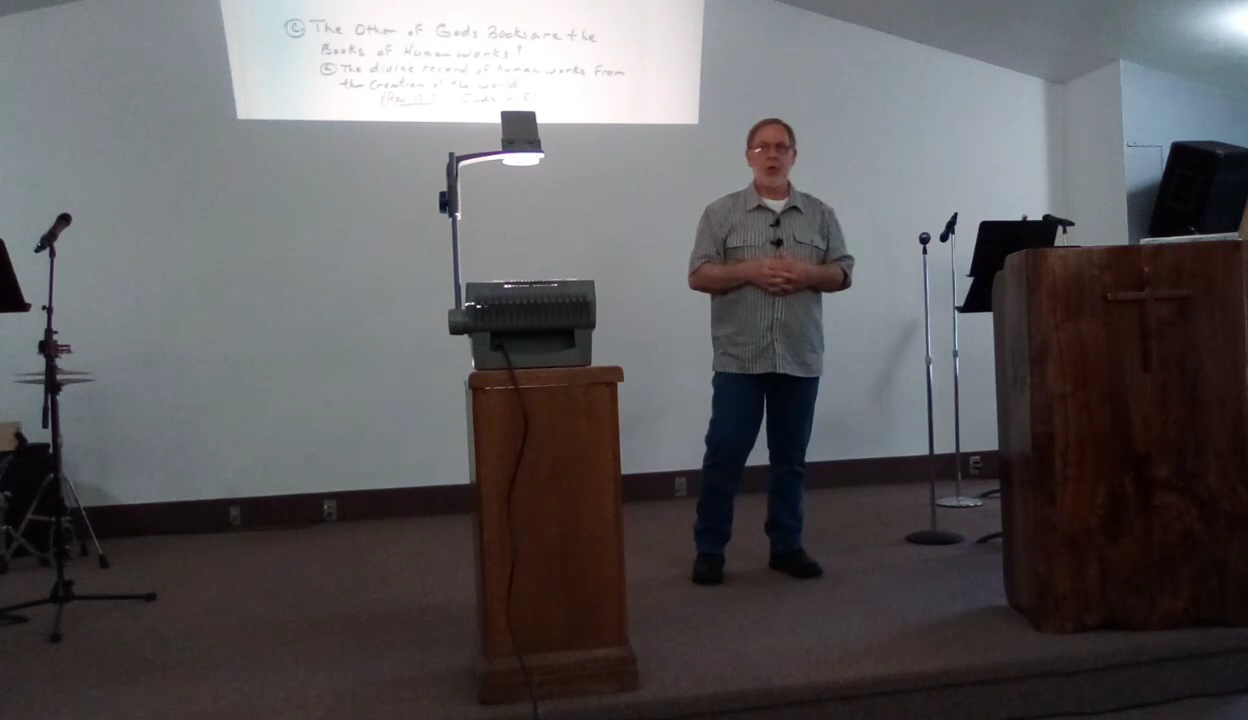 C The Other of Gods Books are the
Books of Human works!
a The divine record of human works from
the Creation of the world
(Rev